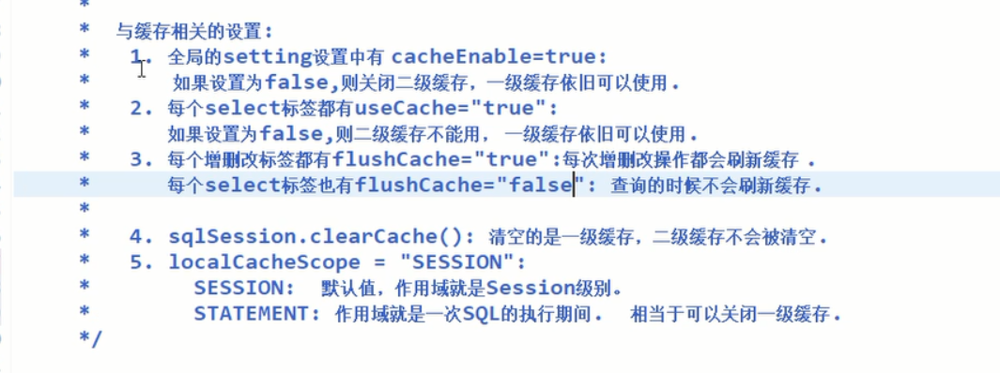 *
* 与缓存相关的设置:
* 1. 全局的setting设置中有 cacheEnable=true:
* 如果设置为false,则关闭二级缓存，一级缓存依旧可以使用.
* 2. 每个select标签都有useCache="true":
* 如果设置为false,则二级缓存不能用， 一级缓存依旧可以使用.
* 3. 每个增删改标签都有flushCache="true":每次增删改操作都会刷新缓存 .
* 每个select标签也有flushCache="false": 查询的时候不会刷新缓存.
*
* 4. sqlSession.clearCache(): 清空的是一级缓存，二级缓存不会被清空.
* 5. localCacheScope = "SESSION":
* SESSION: 默认值，作用域就是Session级别。
* STATEMENT: 作用域就是一次SQL的执行期间. 相当于可以关闭一级缓存.
*/